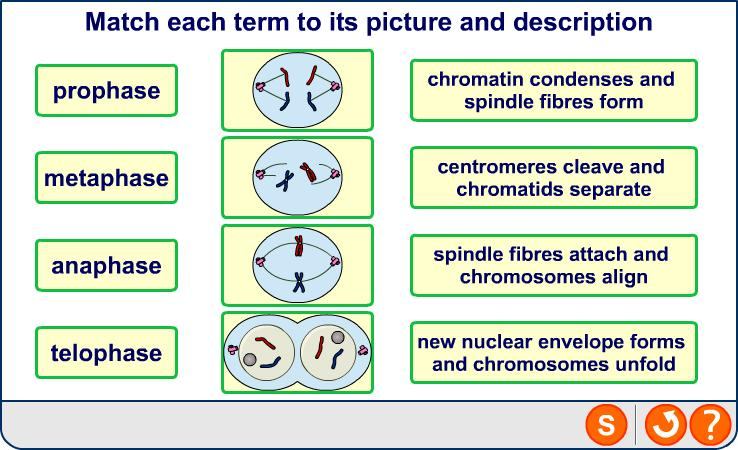 Match each term to its picture and description
prophase
chromatin condenses and
spindle fibres form
metaphase
centromeres cleave and
chromatids separate
anaphase
spindle fibres attach and
chromosomes align
telophase
new nuclear envelope forms
and chromosomes unfold
S
?